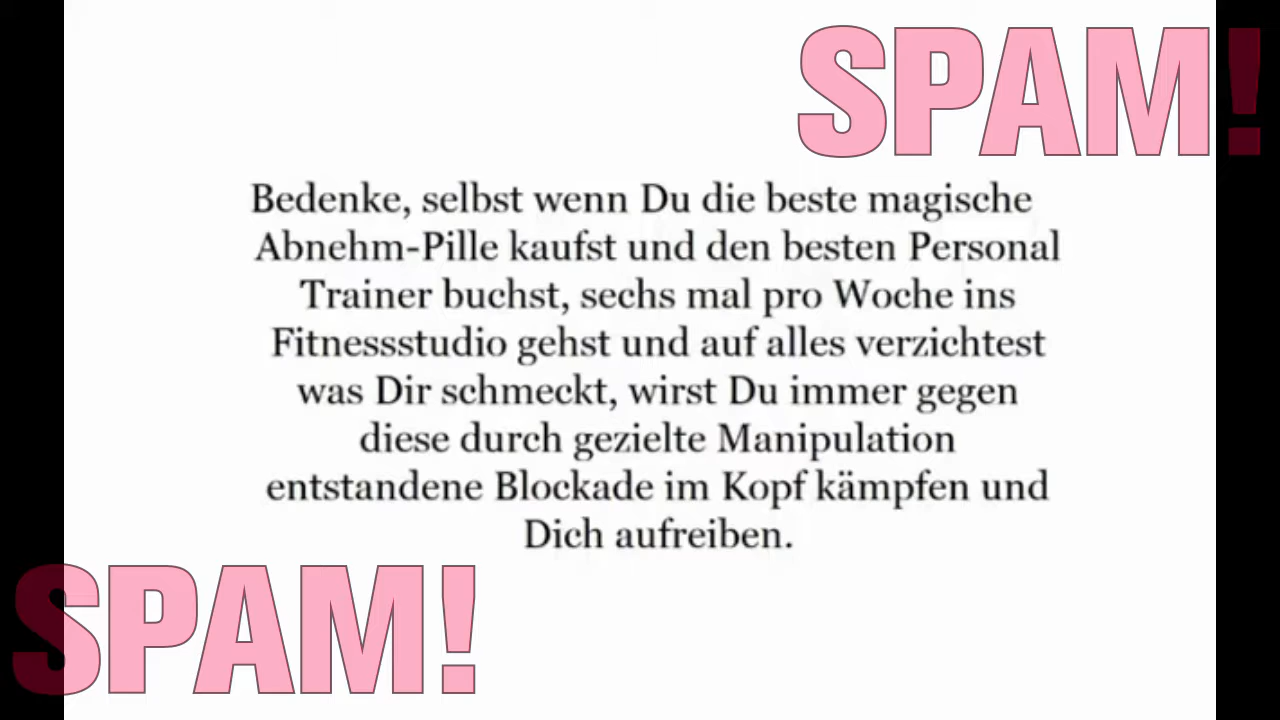 SPAM!
Bedenke, selbst wenn Du die beste magische
Abnehm-Pille kaufst und den besten Personal
Trainer buchst, sechs mal pro Woche ins
Fitnessstudio gehst und auf alles verzichtest
was Dir schmeckt, wirst Du immer gegen
diese durch gezielte Manipulation
entstandene Blockade im Kopf kämpfen und
Dich aufreiben.
SPAM!